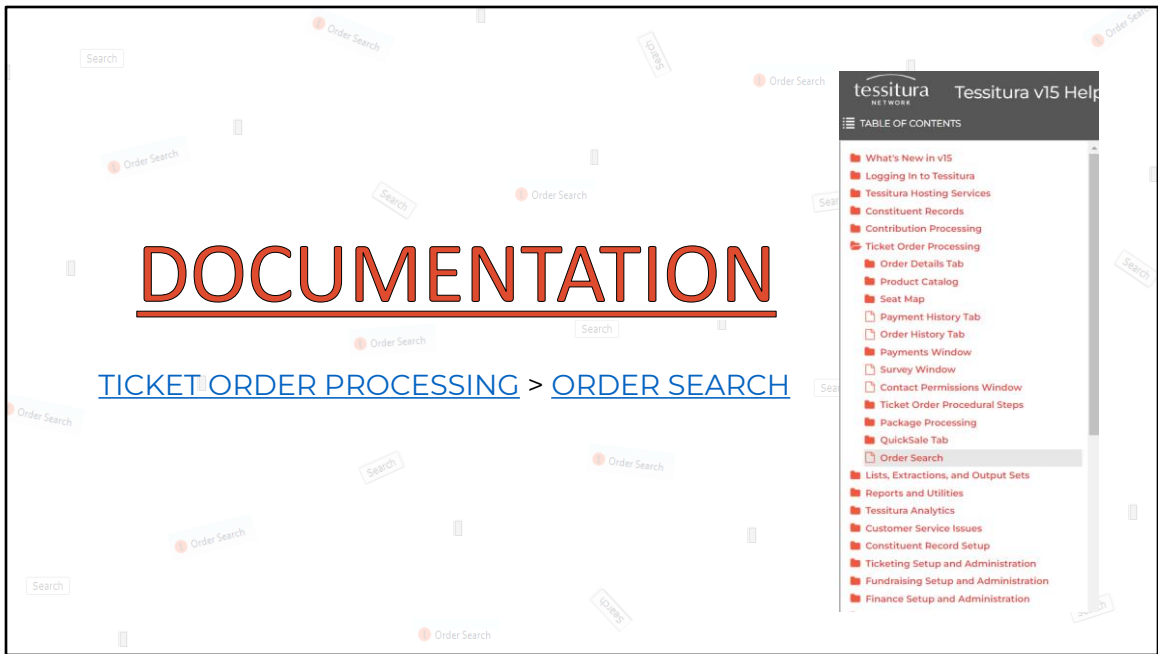 Order Search
Order Search
Search
Search
Order Search
Order Search
Search
Order Search
Search
DOCUMENTATION
Search
Order Search
TICKET ORDER PROCESSING > ORDER SEARCH
Order Search
Search
Order Search
Order Search
Search
Search
Order Search
tessitura
NETWORK
Tessitura v15 Help
TABLE OF CONTENTS
What's New in v15
Logging In to Tessitura
Tessitura Hosting Services
Constituent Records
Contribution Processing
Ticket Order Processing
Order Details Tab
Product Catalog
Seat Map
Payment History Tab
Order History Tab
Payments Window
Survey Window
Contact Permissions Window
Ticket Order Procedural Steps
Package Processing
QuickSale Tab
Order Search
Lists, Extractions, and Output Sets
Reports and Utilities
Tessitura Analytics
Customer Service Issues
Constituent Record Setup
Ticketing Setup and Administration
Fundraising Setup and Administration
Finance Setup and Administration